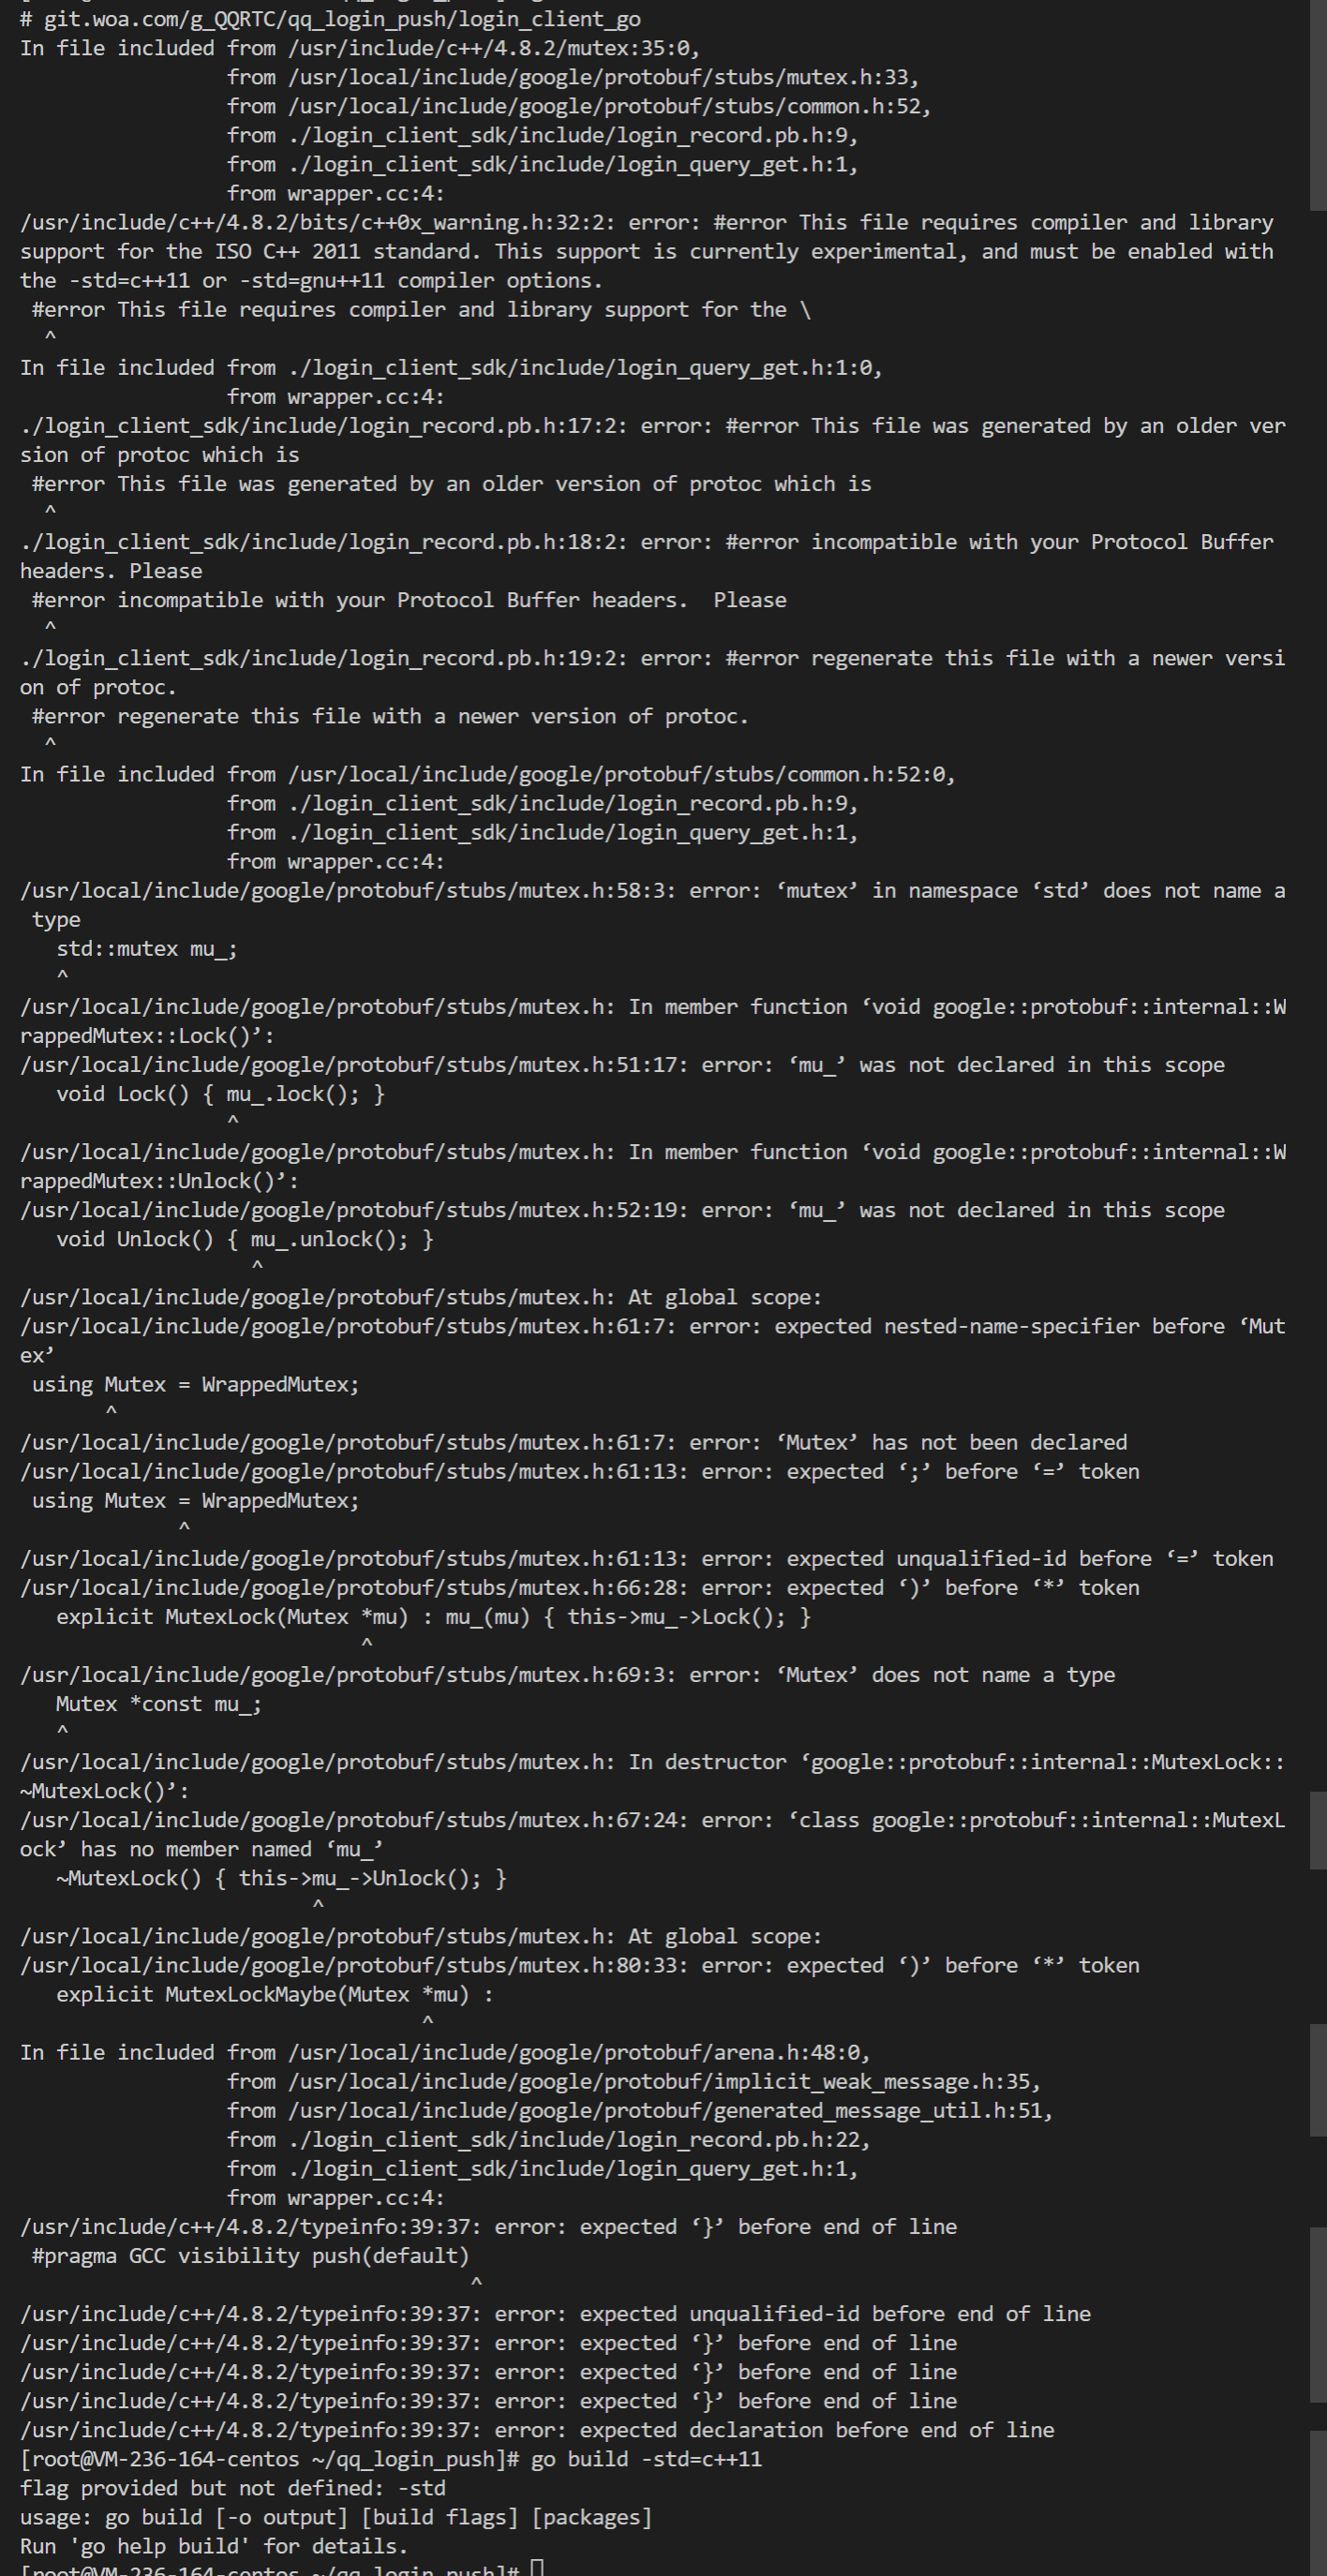 # git.woa.com/g_QQRTC/qq_login_push/login_client_go
In file included from /usr/include/c++/4.8.2/mutex:35:0,
                 from /usr/local/include/google/protobuf/stubs/mutex.h:33,
                 from /usr/local/include/google/protobuf/stubs/common.h:52,
                 from ./login_client_sdk/include/login_record.pb.h:9,
                 from ./login_client_sdk/include/login_query_get.h:1,
                 from wrapper.cc:4:
/usr/include/c++/4.8.2/bits/c++0x_warning.h:32:2: error: #error This file requires compiler and library
support for the ISO C++ 2011 standard. This support is currently experimental, and must be enabled with
the -std=c++11 or -std=gnu++11 compiler options.
 #error This file requires compiler and library support for the \
  ^
In file included from ./login_client_sdk/include/login_query_get.h:1:0,
                 from wrapper.cc:4:
./login_client_sdk/include/login_record.pb.h:17:2: error: #error This file was generated by an older ver
sion of protoc which is
 #error This file was generated by an older version of protoc which is
  ^
./login_client_sdk/include/login_record.pb.h:18:2: error: #error incompatible with your Protocol Buffer
headers. Please
 #error incompatible with your Protocol Buffer headers.  Please
  ^
./login_client_sdk/include/login_record.pb.h:19:2: error: #error regenerate this file with a newer versi
on of protoc.
 #error regenerate this file with a newer version of protoc.
  ^
In file included from /usr/local/include/google/protobuf/stubs/common.h:52:0,
                 from ./login_client_sdk/include/login_record.pb.h:9,
                 from ./login_client_sdk/include/login_query_get.h:1,
                 from wrapper.cc:4:
/usr/local/include/google/protobuf/stubs/mutex.h:58:3: error: ‘mutex’ in namespace ‘std’ does not name a
 type
   std::mutex mu_;
   ^
/usr/local/include/google/protobuf/stubs/mutex.h: In member function ‘void google::protobuf::internal::W
rappedMutex::Lock()’:
/usr/local/include/google/protobuf/stubs/mutex.h:51:17: error: ‘mu_’ was not declared in this scope
   void Lock() { mu_.lock(); }
                 ^
/usr/local/include/google/protobuf/stubs/mutex.h: In member function ‘void google::protobuf::internal::W
rappedMutex::Unlock()’:
/usr/local/include/google/protobuf/stubs/mutex.h:52:19: error: ‘mu_’ was not declared in this scope
   void Unlock() { mu_.unlock(); }
                   ^
/usr/local/include/google/protobuf/stubs/mutex.h: At global scope:
/usr/local/include/google/protobuf/stubs/mutex.h:61:7: error: expected nested-name-specifier before ‘Mut
ex’
 using Mutex = WrappedMutex;
       ^
/usr/local/include/google/protobuf/stubs/mutex.h:61:7: error: ‘Mutex’ has not been declared
/usr/local/include/google/protobuf/stubs/mutex.h:61:13: error: expected ‘;’ before ‘=’ token
 using Mutex = WrappedMutex;
             ^
/usr/local/include/google/protobuf/stubs/mutex.h:61:13: error: expected unqualified-id before ‘=’ token
/usr/local/include/google/protobuf/stubs/mutex.h:66:28: error: expected ‘)’ before ‘*’ token
   explicit MutexLock(Mutex *mu) : mu_(mu) { this->mu_->Lock(); }
                            ^
/usr/local/include/google/protobuf/stubs/mutex.h:69:3: error: ‘Mutex’ does not name a type
   Mutex *const mu_;
   ^
/usr/local/include/google/protobuf/stubs/mutex.h: In destructor ‘google::protobuf::internal::MutexLock::
~MutexLock()’:
/usr/local/include/google/protobuf/stubs/mutex.h:67:24: error: ‘class google::protobuf::internal::MutexL
ock’ has no member named ‘mu_’
   ~MutexLock() { this->mu_->Unlock(); }
                        ^
/usr/local/include/google/protobuf/stubs/mutex.h: At global scope:
/usr/local/include/google/protobuf/stubs/mutex.h:80:33: error: expected ‘)’ before ‘*’ token
   explicit MutexLockMaybe(Mutex *mu) :
                                 ^
In file included from /usr/local/include/google/protobuf/arena.h:48:0,
                 from /usr/local/include/google/protobuf/implicit_weak_message.h:35,
                 from /usr/local/include/google/protobuf/generated_message_util.h:51,
                 from ./login_client_sdk/include/login_record.pb.h:22,
                 from ./login_client_sdk/include/login_query_get.h:1,
                 from wrapper.cc:4:
/usr/include/c++/4.8.2/typeinfo:39:37: error: expected ‘}’ before end of line
 #pragma GCC visibility push(default)
                                     ^
/usr/include/c++/4.8.2/typeinfo:39:37: error: expected unqualified-id before end of line
/usr/include/c++/4.8.2/typeinfo:39:37: error: expected ‘}’ before end of line
/usr/include/c++/4.8.2/typeinfo:39:37: error: expected ‘}’ before end of line
/usr/include/c++/4.8.2/typeinfo:39:37: error: expected ‘}’ before end of line
/usr/include/c++/4.8.2/typeinfo:39:37: error: expected declaration before end of line
[root@VM-236-164-centos ~/qq_login_push]# go build -std=c++11
flag provided but not defined: -std
usage: go build [-o output] [build flags] [packages]
Run 'go help build' for details.
[root@VM-236-164-centos ~/qq_login_push]#